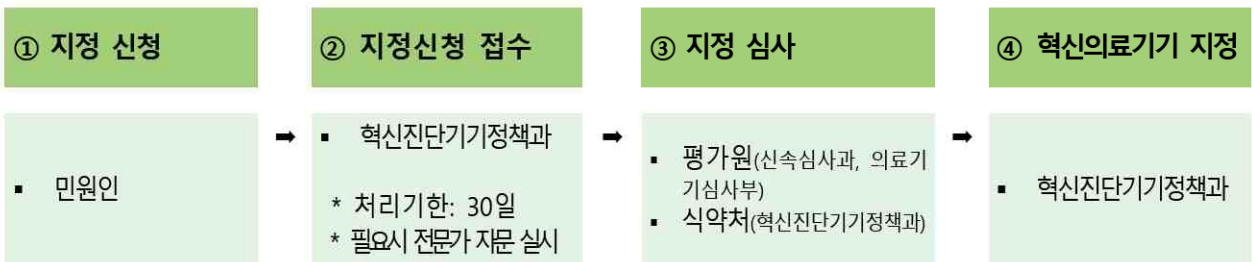 ① 지정 신청
② 지정신청 접수
③ 지정 심사
④ 혁신의료기기 지정
▪ 민원인
➡
▪ 혁신진단기기정책과
* 처리기한: 30일
* 필요시 전문가 자문 실시
➡
▪ 평가원(신속심사과, 의료기
기심사부)
▪ 식약처(혁신진단기기정책과)
➡
▪ 혁신진단기기정책과